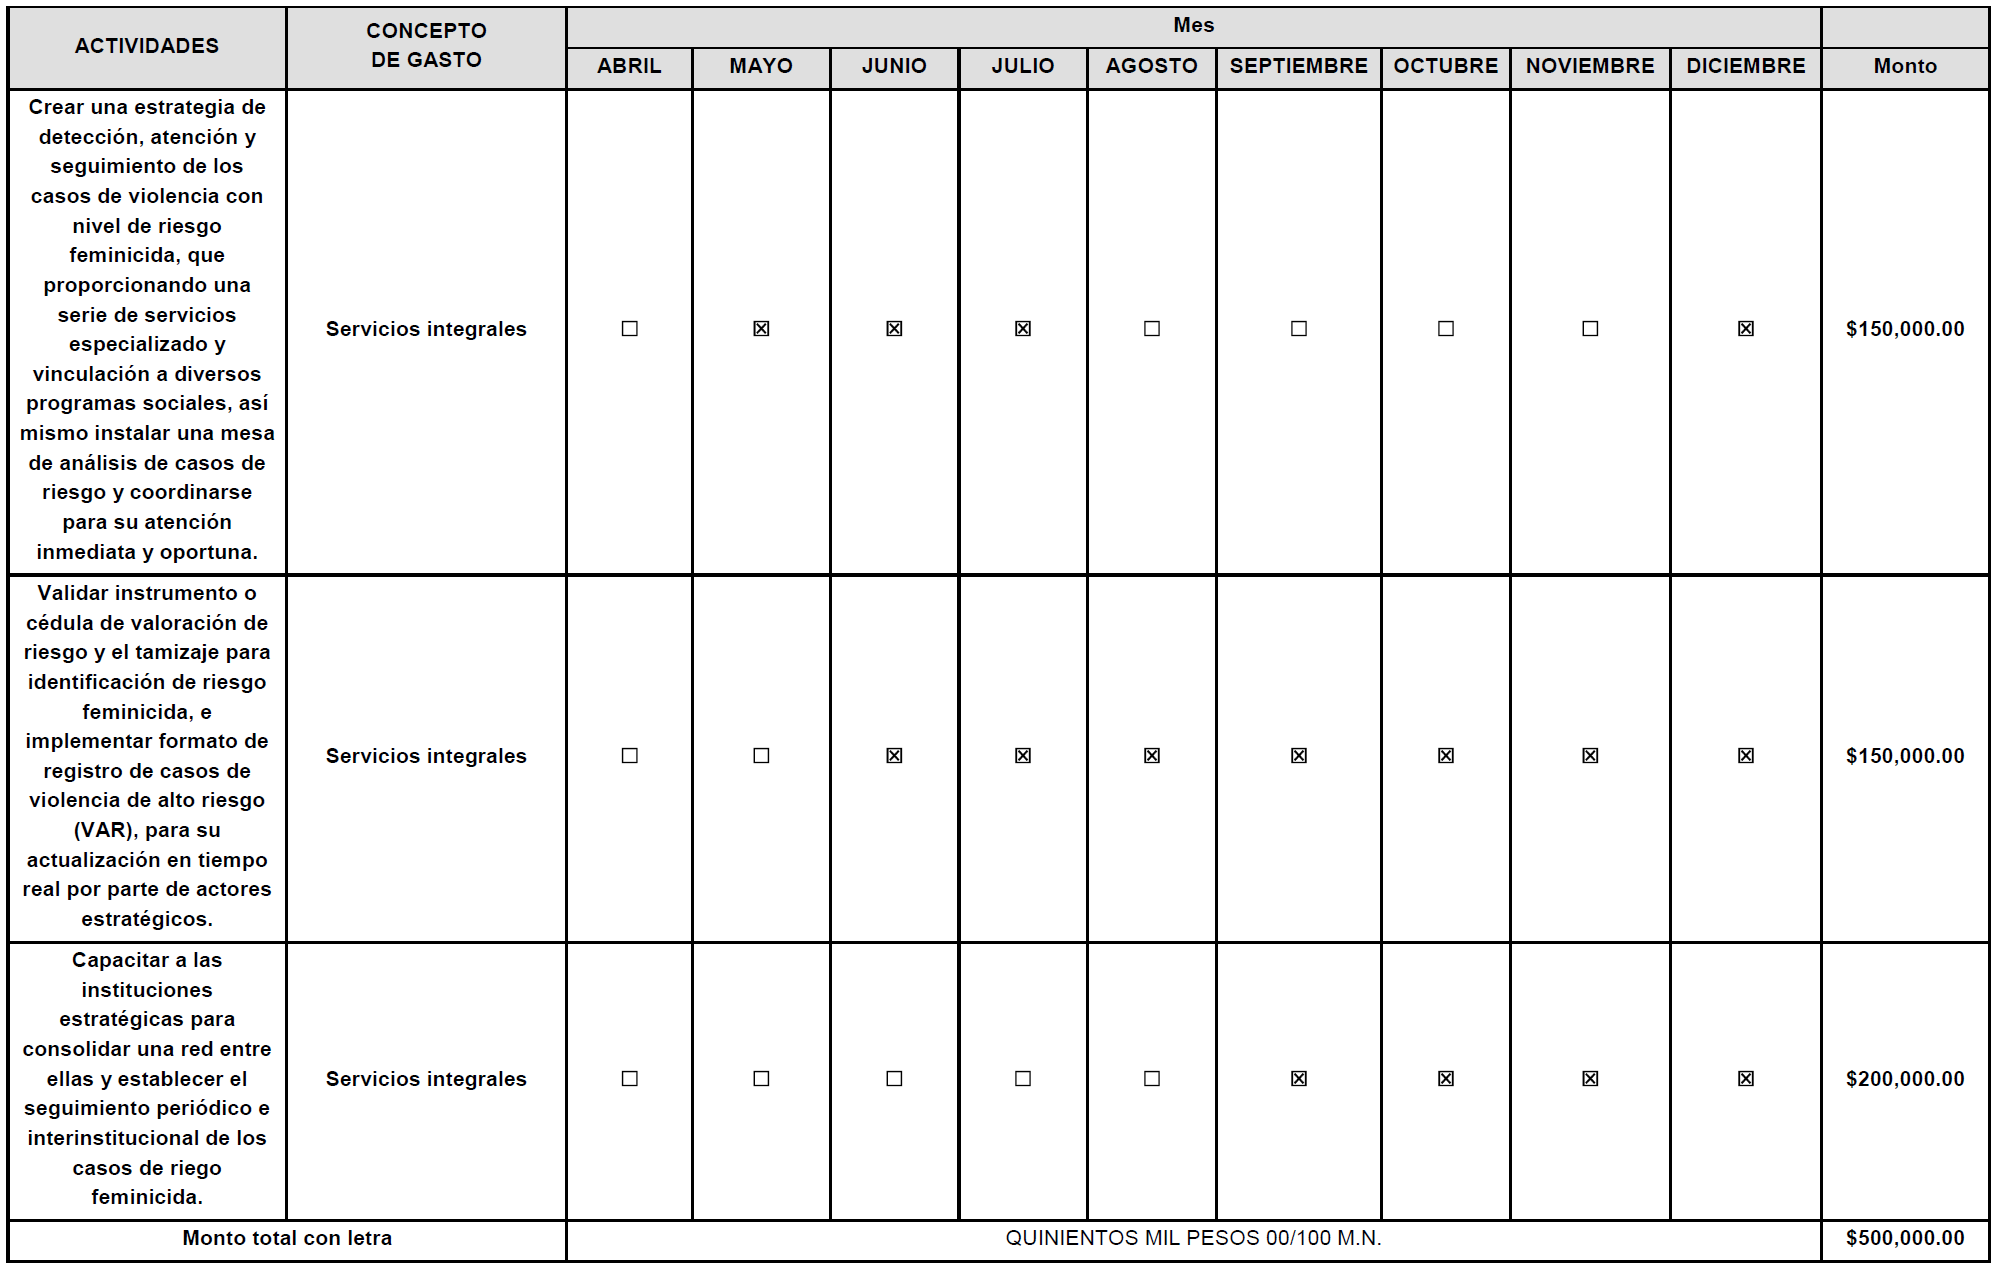 ACTIVIDADES
CONCEPTO
DE GASTO
Mes
ABRIL MAYO JUNIO JULIO AGOSTO SEPTIEMBRE OCTUBRE NOVIEMBRE DICIEMBRE Monto
Crear una estrategia de
detección, atención y
seguimiento de los
casos de violencia con
nivel de riesgo
feminicida, que
proporcionando una
serie de servicios
especializado y
vinculación a diversos
programas sociales, así
mismo instalar una mesa
de análisis de casos de
riesgo y coordinarse
para su atención
inmediata y oportuna.
Servicios integrales ☐ ☒ ☒ ☒ ☐ ☐ ☐ ☐ ☒ $150,000.00
Validar instrumento o
cédula de valoración de
riesgo y el tamizaje para
identificación de riesgo
feminicida, e
implementar formato de
registro de casos de
violencia de alto riesgo
(VAR), para su
actualización en tiempo
real por parte de actores
estratégicos.
Servicios integrales ☐ ☐ ☒ ☒ ☒ ☒ ☒ ☒ ☒ $150,000.00
Capacitar a las
instituciones
estratégicas para
consolidar una red entre
ellas y establecer el
seguimiento periódico e
interinstitucional de los
casos de riego
feminicida.
Servicios integrales ☐ ☐ ☐ ☐ ☐ ☒ ☒ ☒ ☒ $200,000.00
Monto total con letra QUINIENTOS MIL PESOS 00/100 M.N. $500,000.00